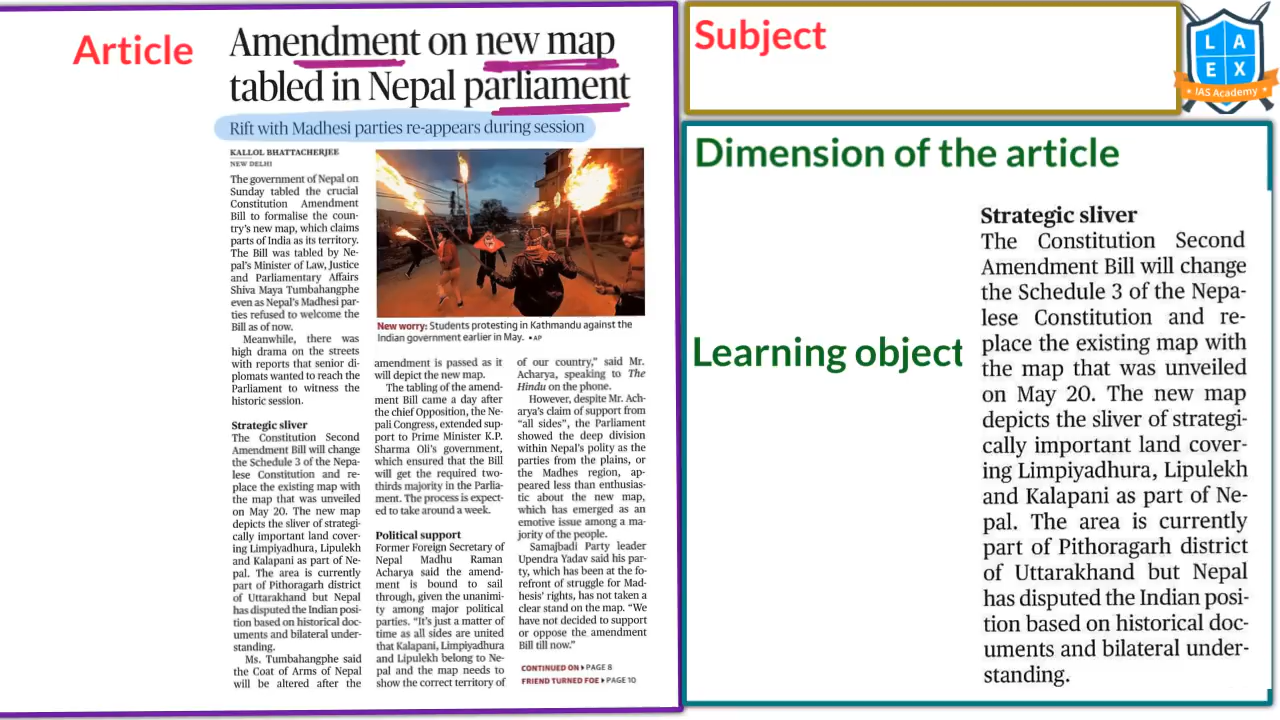 Article
Amendment on new map
tabled in Nepal parliament
Rift with Madhesi parties re-appears during session
KALLOL BHATTACHERJEE
NEW DELHI
The government of Nepal on
Sunday tabled the crucial
Constitution Amendment
Bill to formalise the coun-
try's new map, which claims
parts of India as its territory.
The Bill was tabled by Ne-
pal's Minister of Law, Justice
and Parliamentary Affairs
Shiva Maya Tumbahangphe
even as Nepal's Madhesi par-
ties refused to welcome the
Bill as of now.
Meanwhile, there was
high drama on the streets
with reports that senior di-
plomats wanted to reach the
Parliament to witness the
historic session.
Strategic sliver
The Constitution Second
Amendment Bill will change
the Schedule 3 of the Nepa-
lese Constitution and re-
place the existing map with
the map that was unveiled
on May 20. The new map
depicts the sliver of strategi-
cally important land cover-
ing Limpiyadhura, Lipulekh
and Kalapani as part of Ne-
pal. The area is currently
part of Pithoragarh district
of Uttarakhand but Nepal
has disputed the Indian posi-
tion based on historical doc-
uments and bilateral under-
standing.
Ms. Tumbahangphe said
the Coat of Arms of Nepal
will be altered after the
New worry: Students protesting in Kathmandu against the
Indian government earlier in May. • AP
amendment is passed as it
will depict the new map.
The tabling of the amend-
ment Bill came a day after
the chief Opposition, the Ne-
pali Congress, extended sup-
port to Prime Minister K.P.
Sharma Oli's government,
which ensured that the Bill
will get the required two-
thirds majority in the Parlia-
ment. The process is expect-
ed to take around a week.
Political support
Former Foreign Secretary of
Nepal Madhu Raman
Acharya said the amend-
ment is bound to sail
through, given the unanimi-
ty among major political
parties. "It's just a matter of
time as all sides are united
that Kalapani, Limpiyadhura
and Lipulekh belong to Ne-
pal and the map needs to
show the correct territory of
of our country," said Mr.
Acharya, speaking to The
Hindu on the phone.
However, despite Mr. Ach-
arya's claim of support from
"all sides", the Parliament
showed the deep division
within Nepal's polity as the
parties from the plains, or
the Madhes region, ap-
peared less than enthusias-
tic about the new map,
which has emerged as an
emotive issue among a ma-
jority of the people.
Samajbadi Party leader
Upendra Yadav said his par-
ty, which has been at the fo-
refront of struggle for Mad-
hesis' rights, has not taken a
clear stand on the map. "We
have not decided to support
or oppose the amendment
Bill till now."
CONTINUED ON PAGE 8
FRIEND TURNED FOE PAGE 10
Subject
L A
E X
IAS Academy
Dimension of the article
Learning object
Strategic sliver
The Constitution Second
Amendment Bill will change
the Schedule 3 of the Nepa-
lese Constitution and re-
place the existing map with
the map that was unveiled
on May 20. The new map
depicts the sliver of strategi-
cally important land cover-
ing Limpiyadhura, Lipulekh
and Kalapani as part of Ne-
pal. The area is currently
part of Pithoragarh district
of Uttarakhand but Nepal
has disputed the Indian posi-
tion based on historical doc-
uments and bilateral under-
standing.